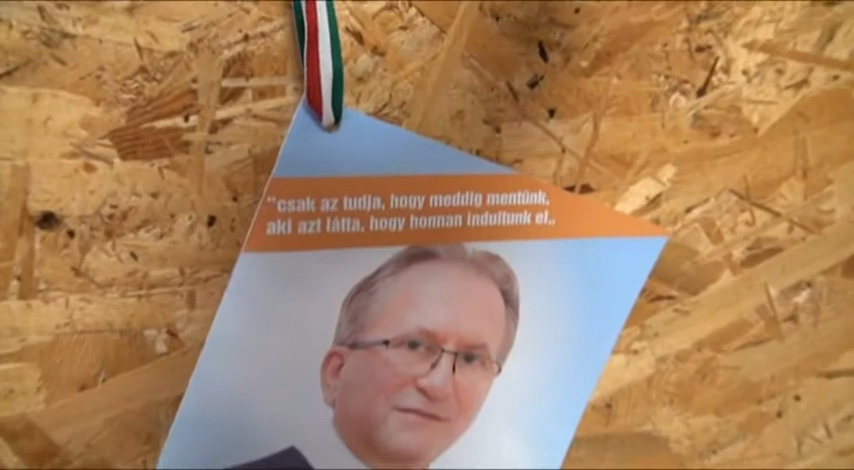 "csak az tudja, hogy meddig mentünk,
aki azt látta, hogy honnan indultunk el„